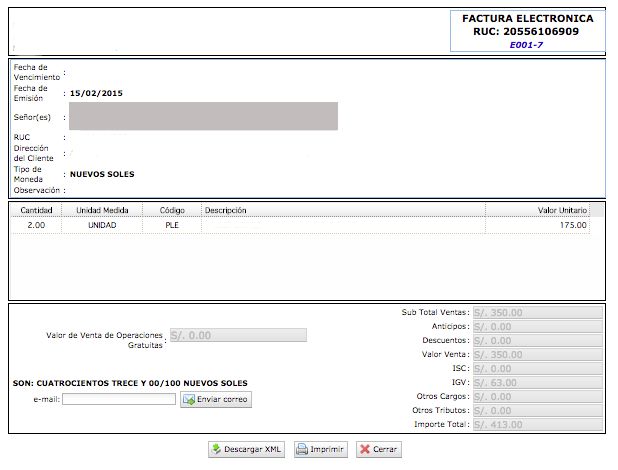 FACTURA ELECTRONICA
RUC: 20556106909
E001-7
Fecha de
Vencimiento :
Fecha de
Emisión : 15/02/2015
Señor(es) :
RUC :
Dirección
del Cliente :
Tipo de
Moneda : NUEVOS SOLES
Observación :
Cantidad Unidad Medida Código Descripción Valor Unitario
2.00 UNIDAD PLE 175.00
Sub Total Ventas : S/. 350.00
Anticipos : S/. 0.00
Valor de Venta de Operaciones
Gratuitas : S/. 0.00
Descuentos : S/. 0.00
Valor Venta : S/. 350.00
ISC : S/. 0.00
SON: CUATROCIENTOS TRECE Y 00/100 NUEVOS SOLES
IGV : S/. 63.00
e-mail: Enviar correo
Otros Cargos : S/. 0.00
Otros Tributos : S/. 0.00
Importe Total : S/. 413.00
Descargar XML Imprimir Cerrar